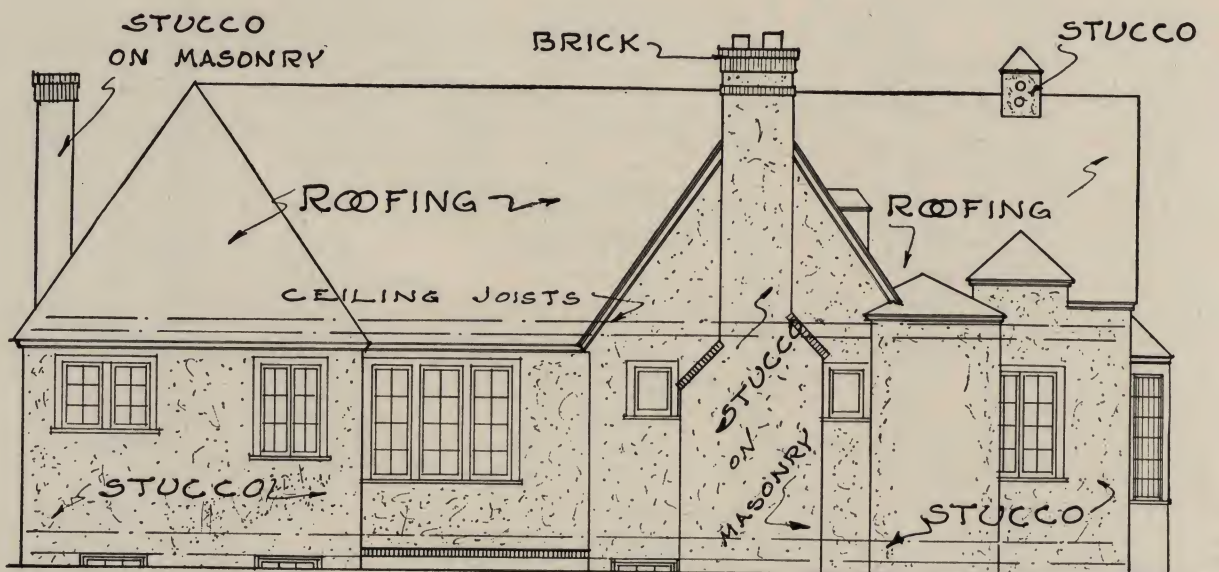 STUCCO
ON MASONRY
BRICK
STUCCO
ROOFING
ROOFING
CEILING JOISTS
STUCCO
ON
MASONRY
STUCCO
STUCCO